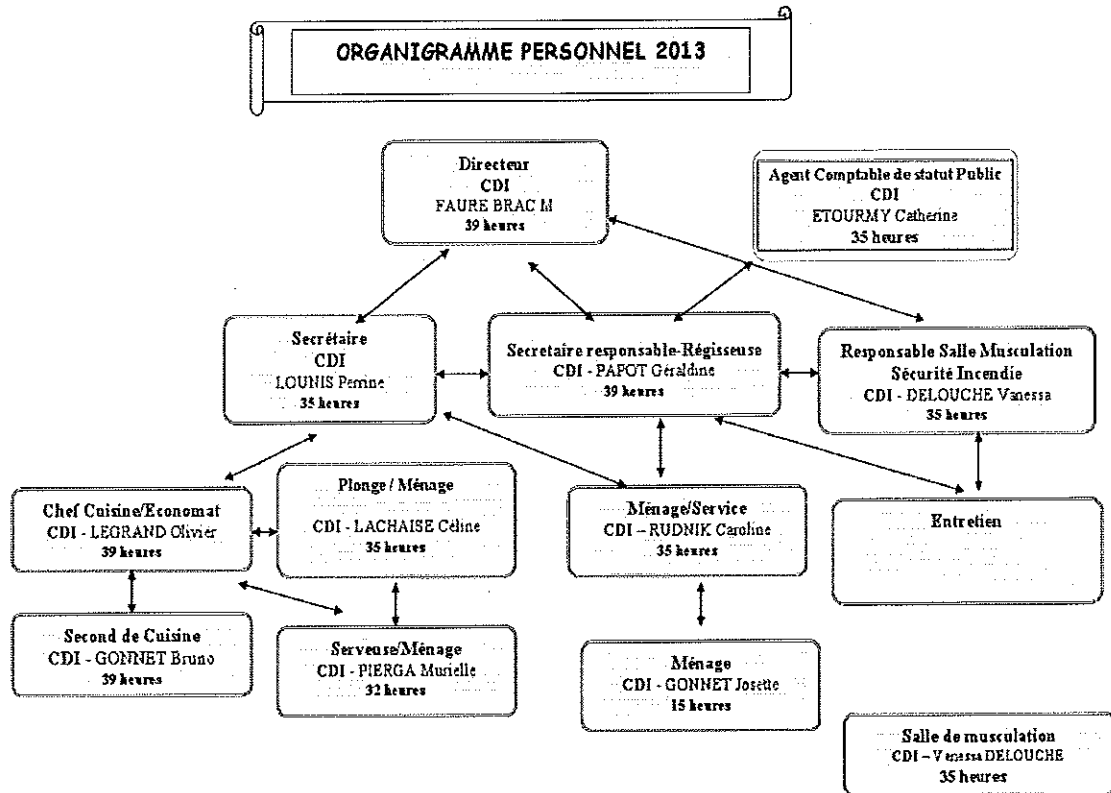 ORGANIGRAMME PERSONNEL 2013
Directeur
CDI
FAURE BRAC M
39 heures
Agent Comptable de statut Public
CDI
ETOURMY Catherine
35 heures
Secrétaire
CDI
LOUNIS Perrine
35 heures
Secretaire responsable-Régisseuse
CDI - PAPOT Géraldine
39 heures
Responsable Salle Musculation
Sécurité Incendie
CDI - DELOUCHE Vanessa
35 heures
Chef Cuisine/Economat
CDI - LEGRAND Olivier
39 heures
Plonge / Ménage
CDI - LACHAISE Céline
35 heures
Ménage/Service
CDI – RUDNIK Caroline
35 heures
Entretien
Second de Cuisine
CDI - GONNET Bruno
39 heures
Serveuse/Ménage
CDI - PIERGA Murielle
32 heures
Ménage
CDI - GONNET Josette
15 heures
Salle de musculation
CDI – Vanessa DELOUCHE
35 heures